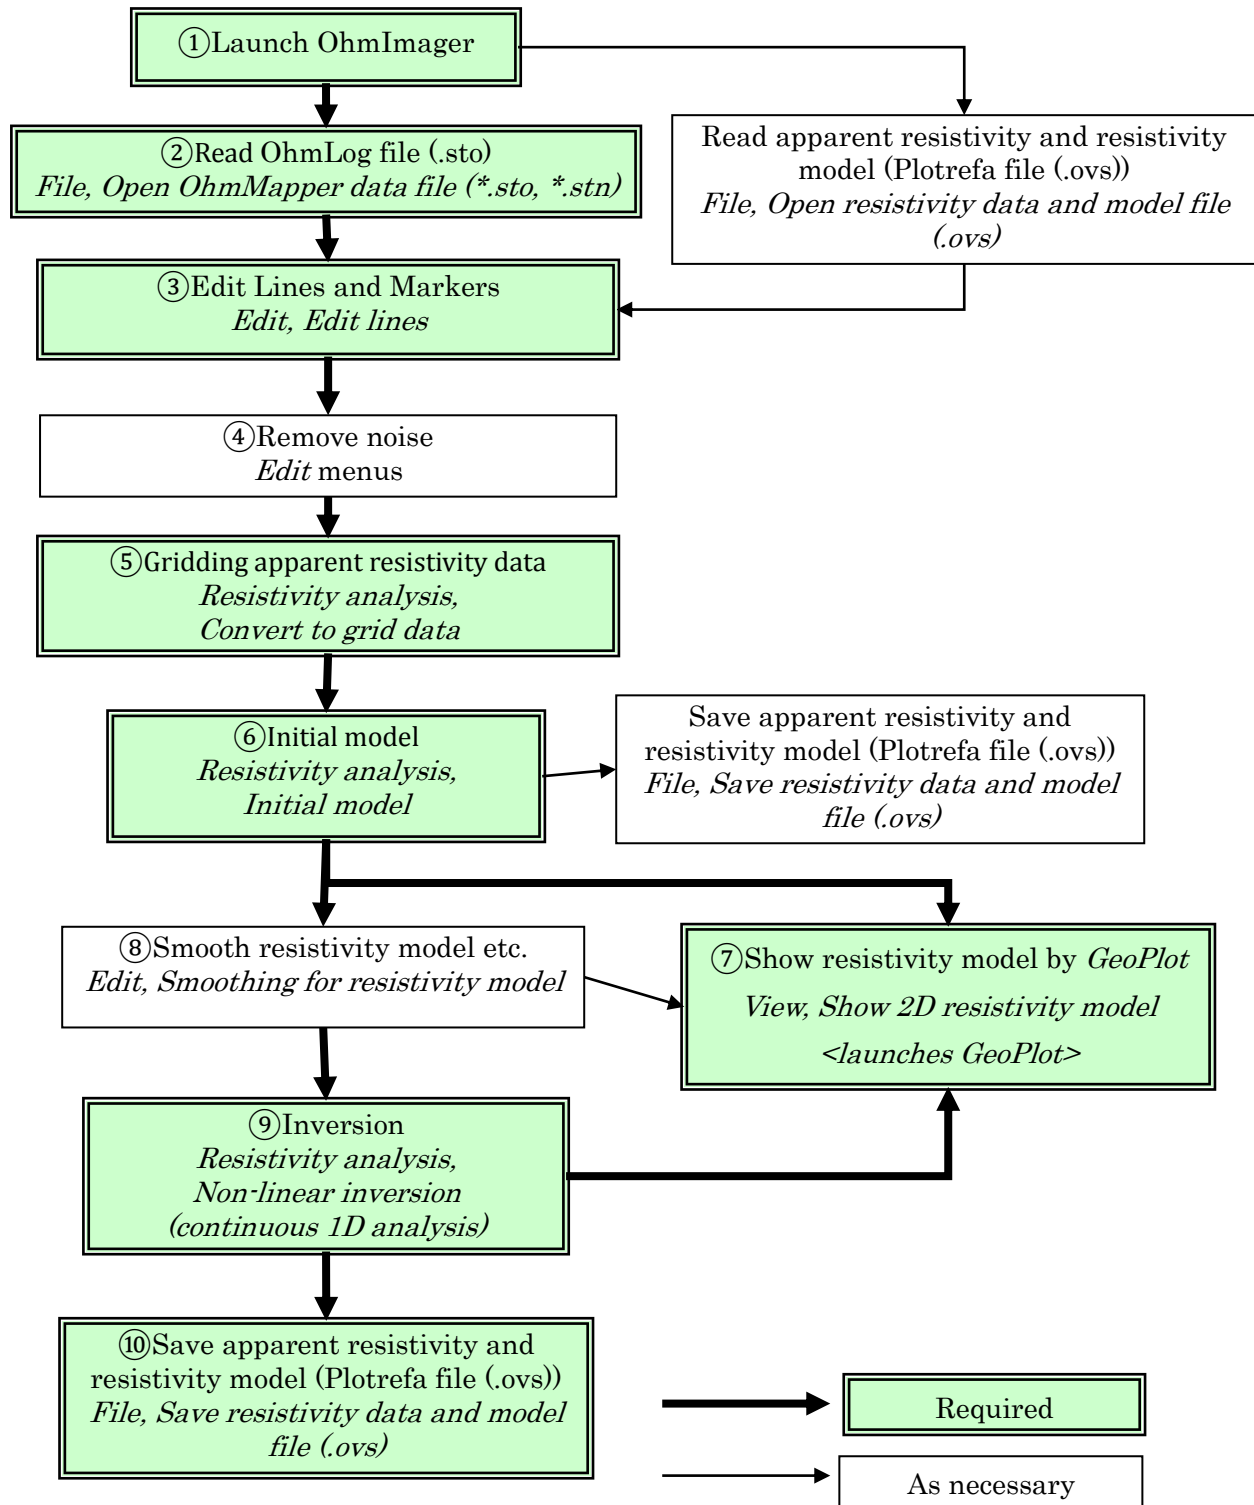 ①Launch OhmImager
②Read OhmLog file (.sto)
File, Open OhmMapper data file (*.sto, *.stn)
Read apparent resistivity and resistivity
model (Plotrefa file (.ovs))
File, Open resistivity data and model file
(.ovs)
③Edit Lines and Markers
Edit, Edit lines
④Remove noise
Edit menus
⑤Gridding apparent resistivity data
Resistivity analysis,
Convert to grid data
⑥Initial model
Resistivity analysis,
Initial model
Save apparent resistivity and
resistivity model (Plotrefa file (.ovs))
File, Save resistivity data and model
file (.ovs)
⑧Smooth resistivity model etc.
Edit, Smoothing for resistivity model
⑦Show resistivity model by GeoPlot
View, Show 2D resistivity model
<launches GeoPlot>
⑨Inversion
Resistivity analysis,
Non-linear inversion
(continuous 1D analysis)
⑩Save apparent resistivity and
resistivity model (Plotrefa file (.ovs))
File, Save resistivity data and model
file (.ovs)
Required
As necessary